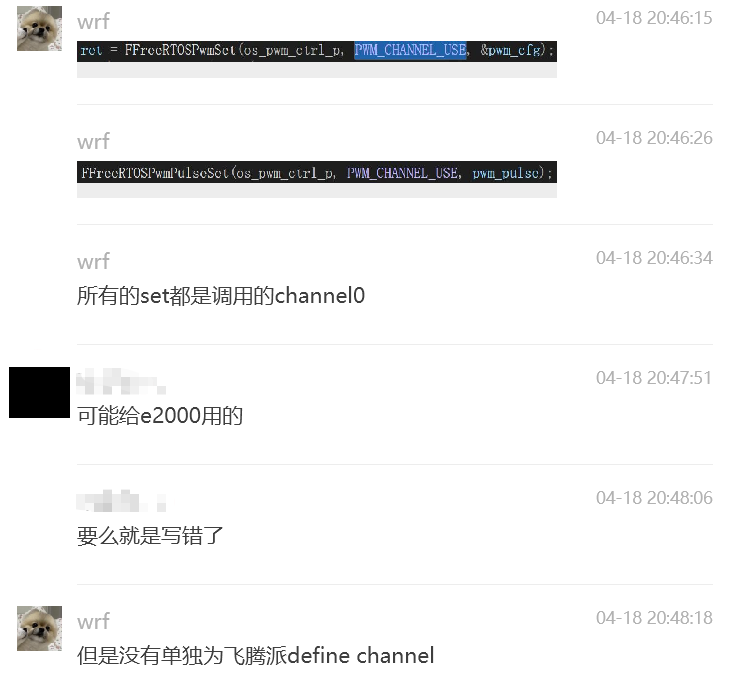 wrf
04-18 20:46:15
ret = FFreeRTOSPwmSet(os_pwm_ctrl_p, PWM_CHANNEL_USE, &pwm_cfg);
wrf
04-18 20:46:26
FFreeRTOSPwmPulseSet(os_pwm_ctrl_p, PWM_CHANNEL_USE, pwm_pulse);
wrf
04-18 20:46:34
所有的set都是调用的channel0
04-18 20:47:51
可能给e2000用的
04-18 20:48:06
要么就是写错了
wrf
04-18 20:48:18
但是没有单独为飞腾派define channel